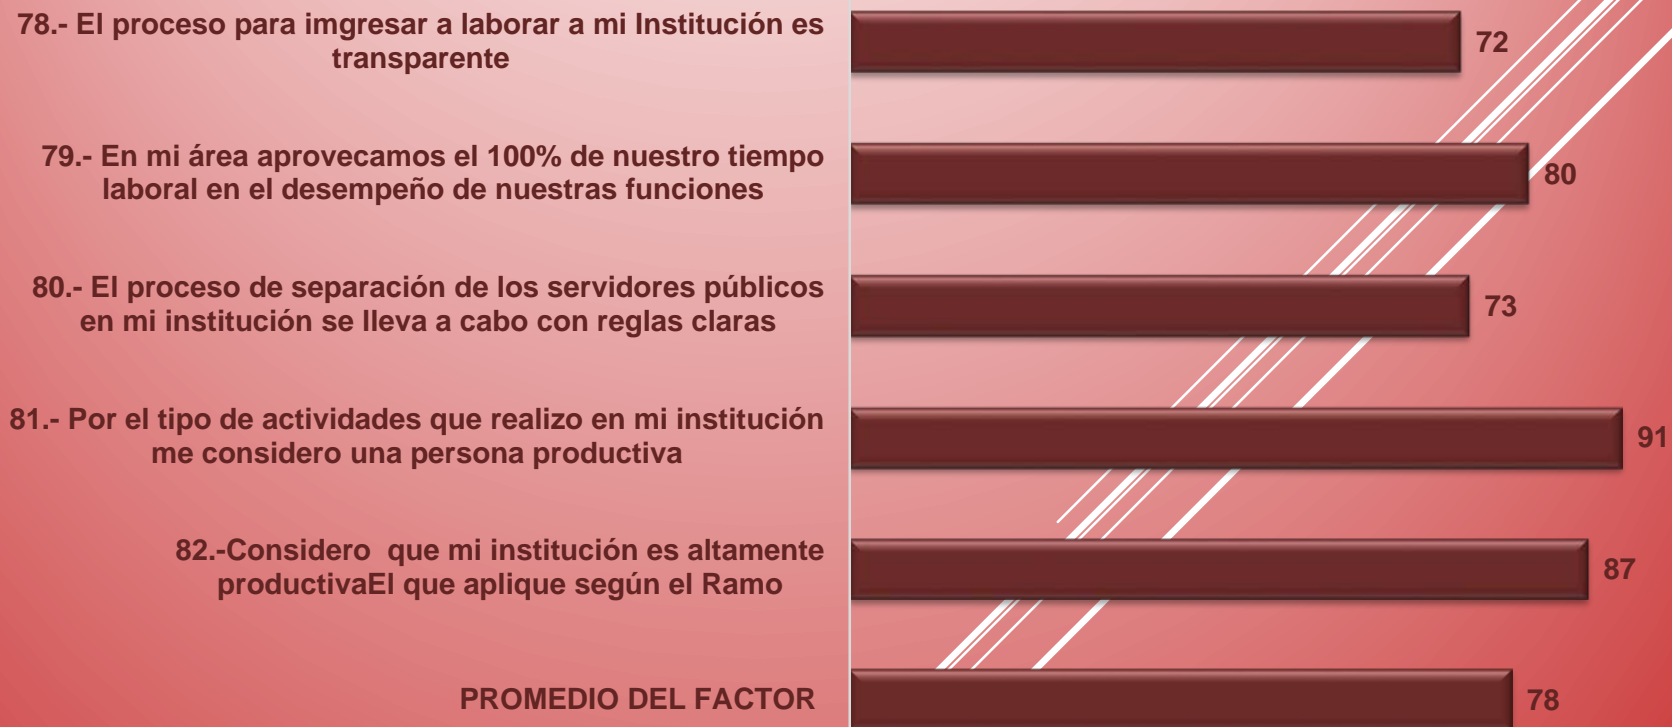 78.- El proceso para imgresar a laborar a mi Institución es
transparente
72
79.- En mi área aprovecamos el 100% de nuestro tiempo
laboral en el desempeño de nuestras funciones
80
80.- El proceso de separación de los servidores públicos
en mi institución se lleva a cabo con reglas claras
73
81.- Por el tipo de actividades que realizo en mi institución
me considero una persona productiva
91
82.-Considero  que mi institución es altamente
productivaEl que aplique según el Ramo
87
PROMEDIO DEL FACTOR
78